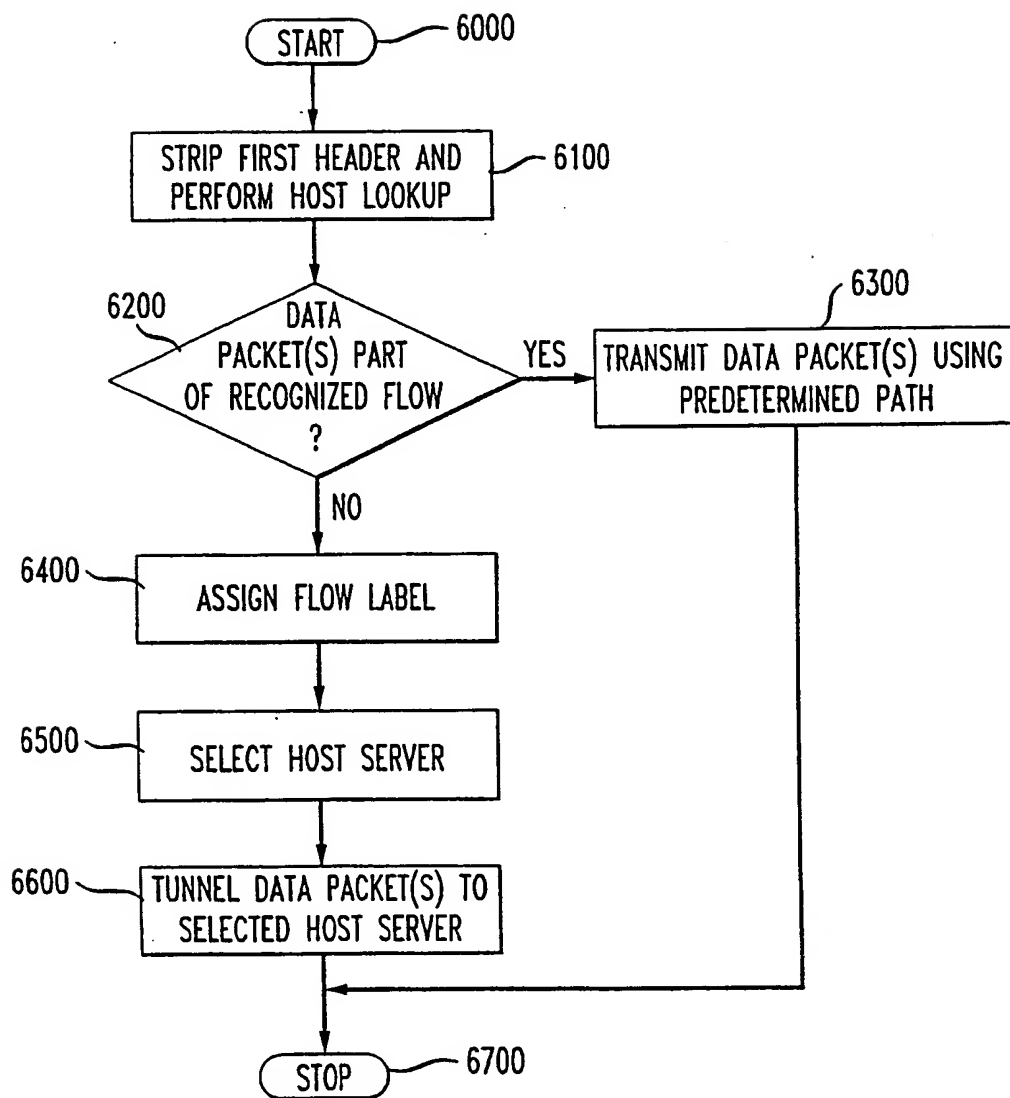 START
6000
STRIP FIRST HEADER AND
PERFORM HOST LOOKUP
6100
6200
DATA
PACKET(S) PART
OF RECOGNIZED FLOW
?
YES
6300
TRANSMIT DATA PACKET(S) USING
PREDETERMINED PATH
NO
6400
ASSIGN FLOW LABEL
6500
SELECT HOST SERVER
6600
TUNNEL DATA PACKET(S) TO
SELECTED HOST SERVER
STOP
6700